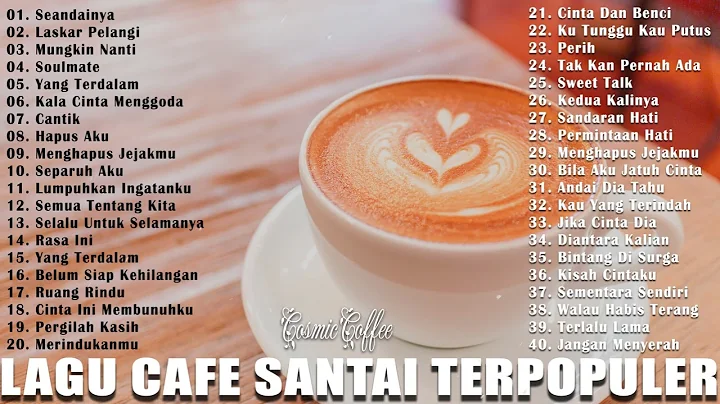 01. Seandainya
02. Laskar Pelangi
03. Mungkin Nanti
04. Soulmate
05. Yang Terdalam
06. Kala Cinta Menggoda
07. Cantik
08. Hapus Aku
09. Menghapus Jejakmu
10. Separuh Aku
11. Lumpuhkan Ingatanku
12. Semua Tentang Kita
13. Selalu Untuk Selamanya
14. Rasa Ini
15. Yang Terdalam
16. Belum Siap Kehilangan
17. Ruang Rindu
18. Cinta Ini Membunuhku
19. Pergilah Kasih
20. Merindukanmu
21. Cinta Dan Benci
22. Ku Tunggu Kau Putus
23. Perih
24. Tak Kan Pernah Ada
25. Sweet Talk
26. Kedua Kalinya
27. Sandaran Hati
28. Permintaan Hati
29. Menghapus Jejakmu
30. Bila Aku Jatuh Cinta
31. Andai Dia Tahu
32. Kau Yang Terindah
33. Jika Cinta Dia
34. Diantara Kalian
35. Bintang Di Surga
36. Kisah Cintaku
37. Sementara Sendiri
38. Walau Habis Terang
39. Terlalu Lama
40. Jangan Menyerah
Cosmic Coffee
LAGU CAFE SANTAI TERPOPULER